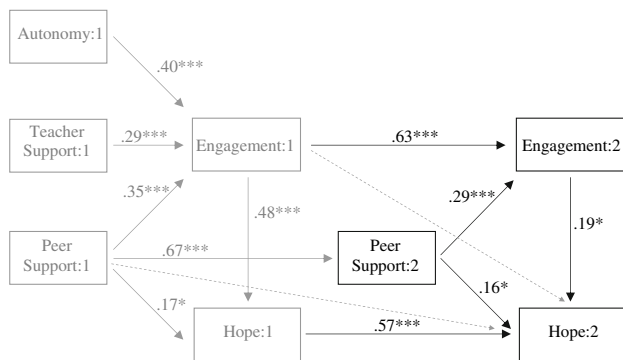 Autonomy:1
.40***
Teacher
Support:1
.29***
Engagement:1
.63***
Engagement:2
.35***
.29***
.48***
.19*
Peer
Support:1
.67***
Peer
Support:2
.17*
.16*
Hope:1
.57***
Hope:2